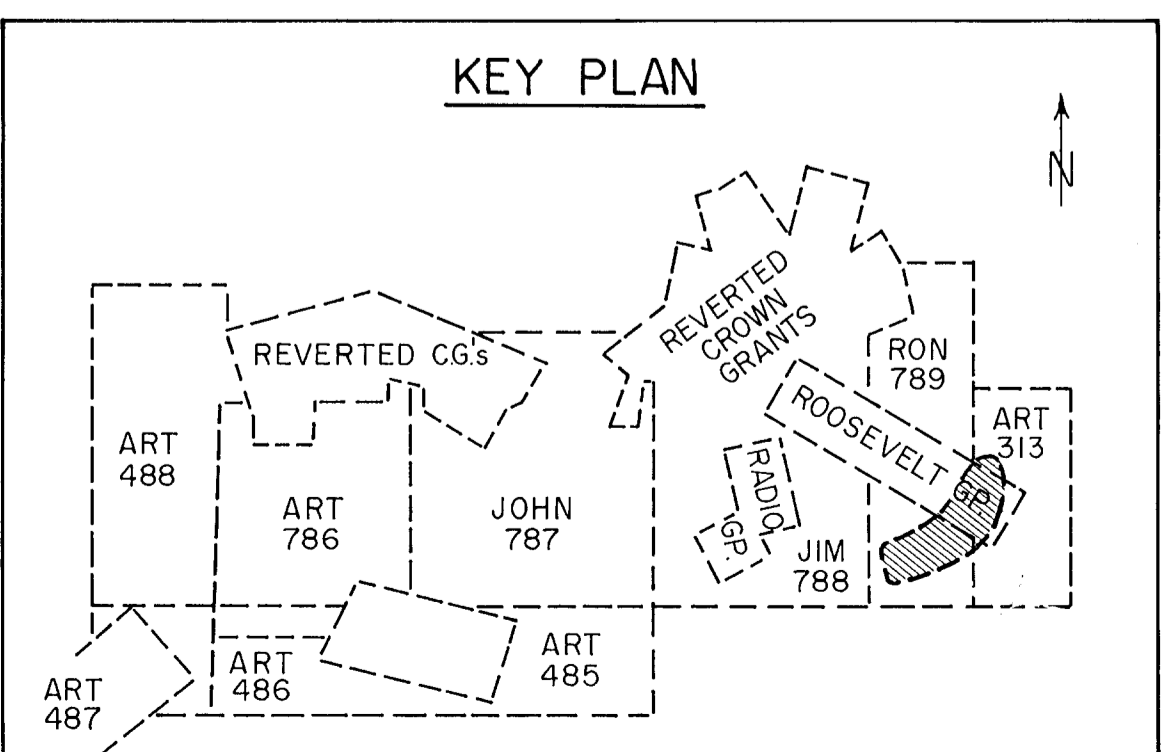 KEY PLAN
N
REVERTED
CROWN
GRANTS
REVERTED C.G.s
RON
789
ROOSEVELT GP.
ART
313
ART
488
ART
786
JOHN
787
RADIO
GP.
JIM
788
ART
487
ART
486
ART
485